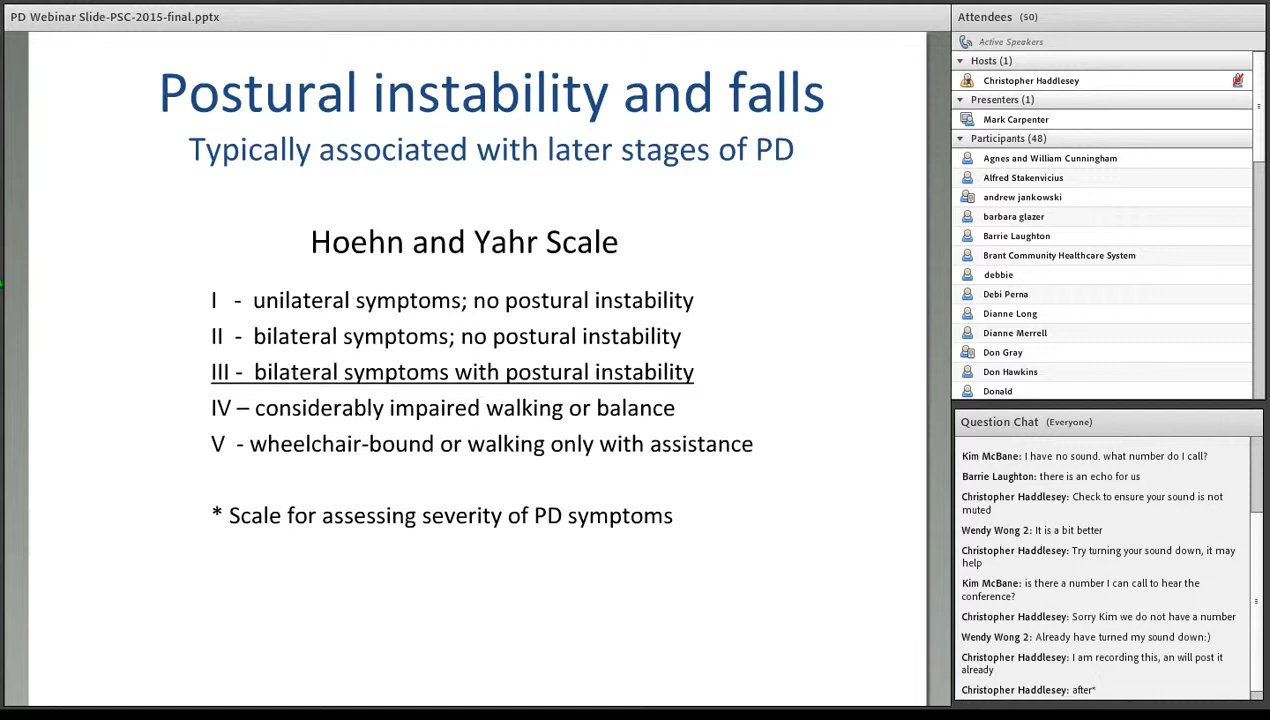 PD Webinar Slide-PSC-2015-final.pptx
Postural instability and falls
Typically associated with later stages of PD
Hoehn and Yahr Scale
I - unilateral symptoms; no postural instability
II - bilateral symptoms; no postural instability
III - bilateral symptoms with postural instability
IV – considerably impaired walking or balance
V - wheelchair-bound or walking only with assistance
* Scale for assessing severity of PD symptoms
Attendees (50)
Active Speakers
Hosts (1)
Christopher Haddlesey
Presenters (1)
Mark Carpenter
Participants (48)
Agnes and William Cunningham
Alfred Stakenvicius
andrew jankowski
barbara glazer
Barrie Laughton
Brant Community Healthcare System
debbie
Debi Perna
Dianne Long
Dianne Merrell
Don Gray
Don Hawkins
Donald
Question Chat (Everyone)
Kim McBane: I have no sound. what number do I call?
Barrie Laughton: there is an echo for us
Christopher Haddlesey: Check to ensure your sound is not
muted
Wendy Wong 2: It is a bit better
Christopher Haddlesey: Try turning your sound down, it may
help
Kim McBane: is there a number I can call to hear the
conference?
Christopher Haddlesey: Sorry Kim we do not have a number
Wendy Wong 2: Already have turned my sound down:)
Christopher Haddlesey: I am recording this, an will post it
already
Christopher Haddlesey: after*